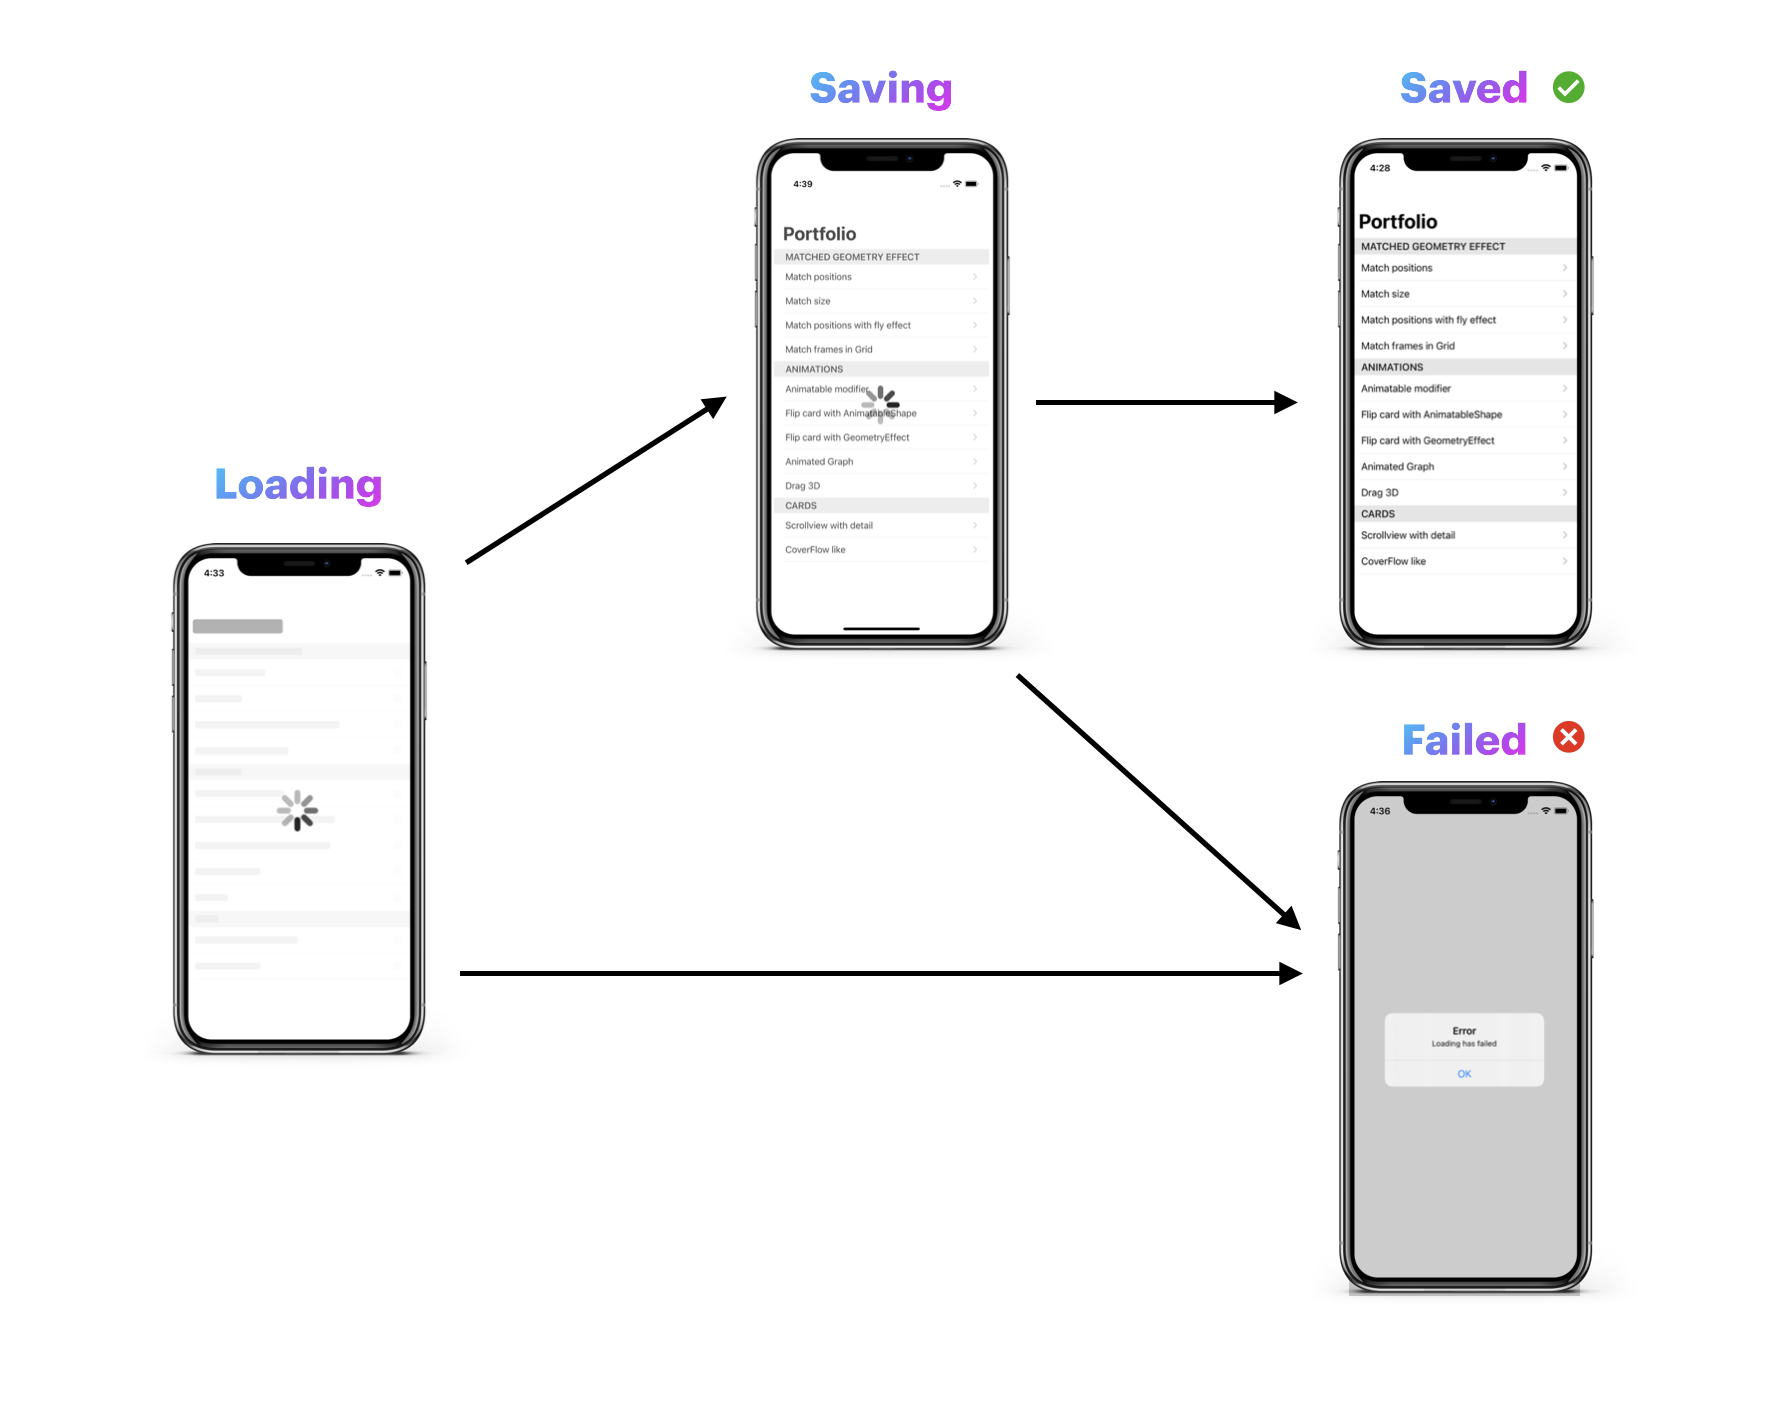 Saving
4:39
Portfolio
MATCHED GEOMETRY EFFECT
Match positions
Match size
Match positions with fly effect
Match frames in Grid
ANIMATIONS
Animatable modifier
Flip card with AnimatableShape
Flip card with GeometryEffect
Animated Graph
Drag 3D
CARDS
Scrollview with detail
CoverFlow like
Saved
4:28
Portfolio
MATCHED GEOMETRY EFFECT
Match positions
Match size
Match positions with fly effect
Match frames in Grid
ANIMATIONS
Animatable modifier
Flip card with AnimatableShape
Flip card with GeometryEffect
Animated Graph
Drag 3D
CARDS
Scrollview with detail
CoverFlow like
Loading
4:33
Failed
4:36
Error
Loading has failed
OK